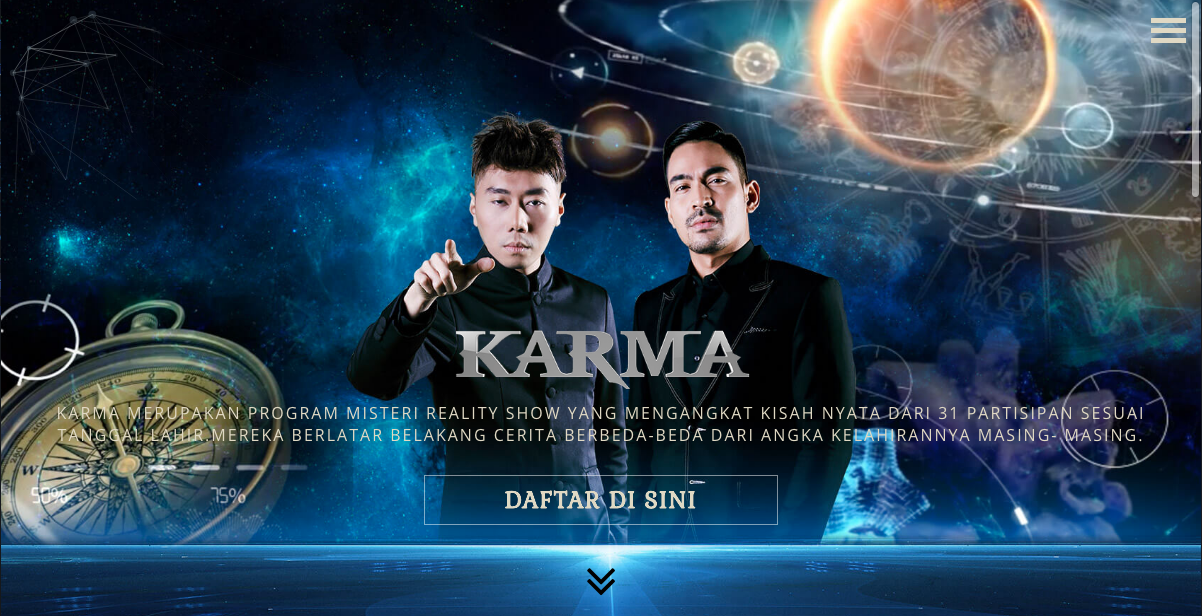 KARMA
KARMA MERUPAKAN PROGRAM MISTERI REALITY SHOW YANG MENGANGKAT KISAH NYATA DARI 31 PARTISIPAN SESUAI
TANGGAL LAHIR.MEREKA BERLATAR BELAKANG CERITA BERBEDA-BEDA DARI ANGKA KELAHIRANNYA MASING- MASING.
W
50%
75%
DAFTAR DI SINI